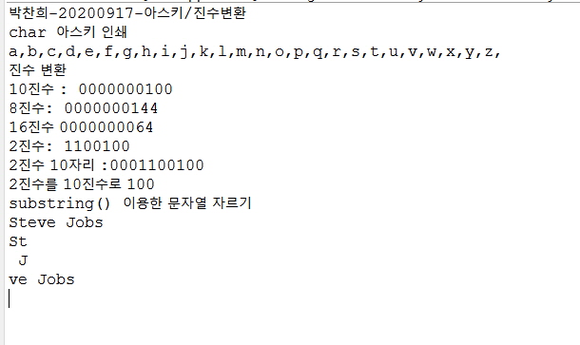 박찬희-20200917-아스키/진수변환
char 아스키 인쇄
a,b,c,d,e,f,g,h,i,j,k,l,m,n,o,p,q,r,s,t,u,v,w,x,y,z,
진수 변환
10진수 : 0000000100
8진수: 0000000144
16진수 0000000064
2진수: 1100100
2진수 10자리 :0001100100
2진수를 10진수로 100
substring() 이용한 문자열 자르기
Steve Jobs
St
 J
ve Jobs